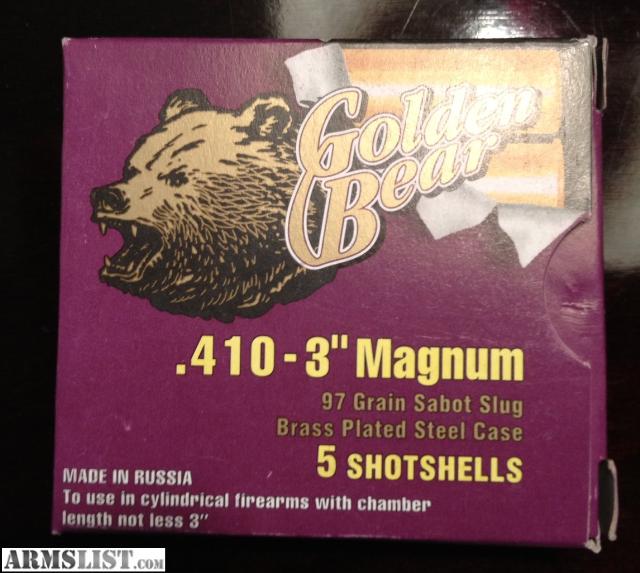 Golden
Bear
.410 - 3" Magnum
97 Grain Sabot Slug
Brass Plated Steel Case
5 SHOTSHELLS
MADE IN RUSSIA
To use in cylindrical firearms with chamber
length not less 3"
ARMSLIST.COM